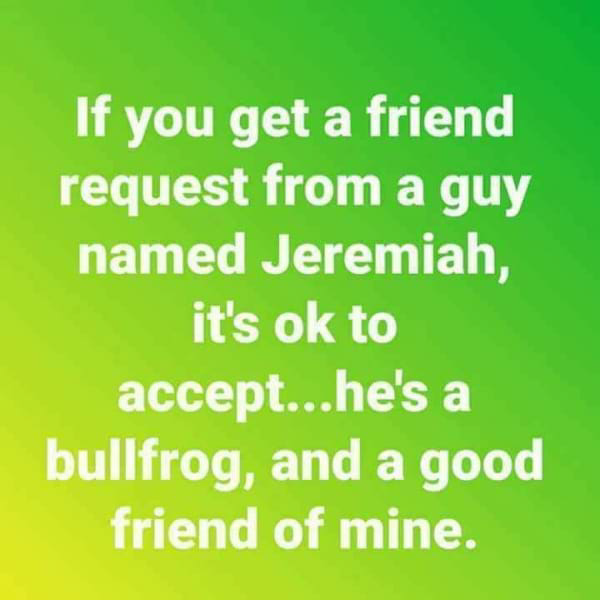 If you get a friend
request from a guy
named Jeremiah,
it's ok to
accept...he's a
bullfrog, and a good
friend of mine.